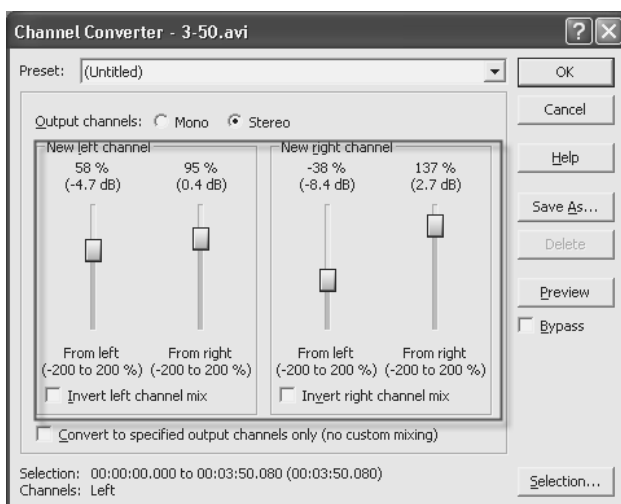 Channel Converter - 3-50.avi
Preset: (Untitled)
OK
Cancel
Help
Save As...
Delete
Preview
Bypass
Output channels: Mono Stereo
New left channel
58 % 95 %
(-4.7 dB) (0.4 dB)
From left From right
(-200 to 200 %) (-200 to 200 %)
Invert left channel mix
New right channel
-38 % 137 %
(-8.4 dB) (2.7 dB)
From left From right
(-200 to 200 %) (-200 to 200 %)
Invert right channel mix
Convert to specified output channels only (no custom mixing)
Selection: 00:00:00.000 to 00:03:50.080 (00:03:50.080)
Channels: Left
Selection...